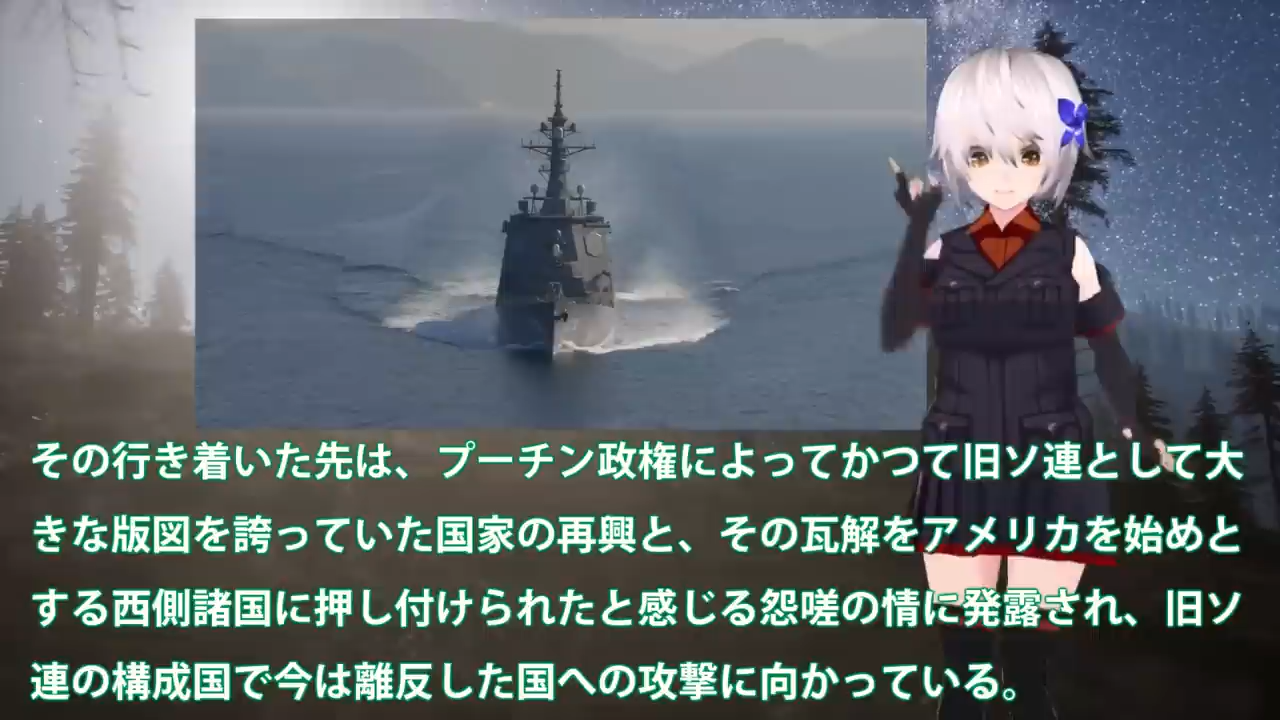 その行き着いた先は、プーチン政権によってかつて旧ソ連として大
きな版図を誇っていた国家の再興と、その瓦解をアメリカを始めと
する西側諸国に押し付けられたと感じる怨嗟の情に発露され、旧ソ
連の構成国で今は離反した国への攻撃に向かっている。